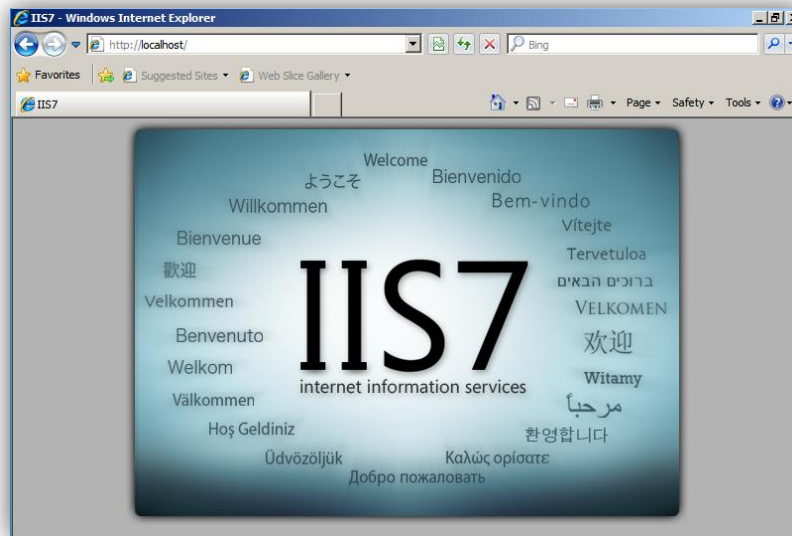 IIS7 - Windows Internet Explorer
http://localhost/
Bing
Favorites Suggested Sites Web Slice Gallery
IIS7 Page Safety Tools
Welcome
ようこそ Bienvenido
Willkommen Bem-vindo
Vítejte
Bienvenue
Tervetuloa
歡迎
ברוכים הבאים
Velkommen
VELKOMEN
IIS7
Benvenuto
欢迎
Welkom
Witamy
internet information services
Välkommen
مرحباً
Hoş Geldiniz
환영합니다
Üdvözöljük Καλώς ορίσατε
Добро пожаловать